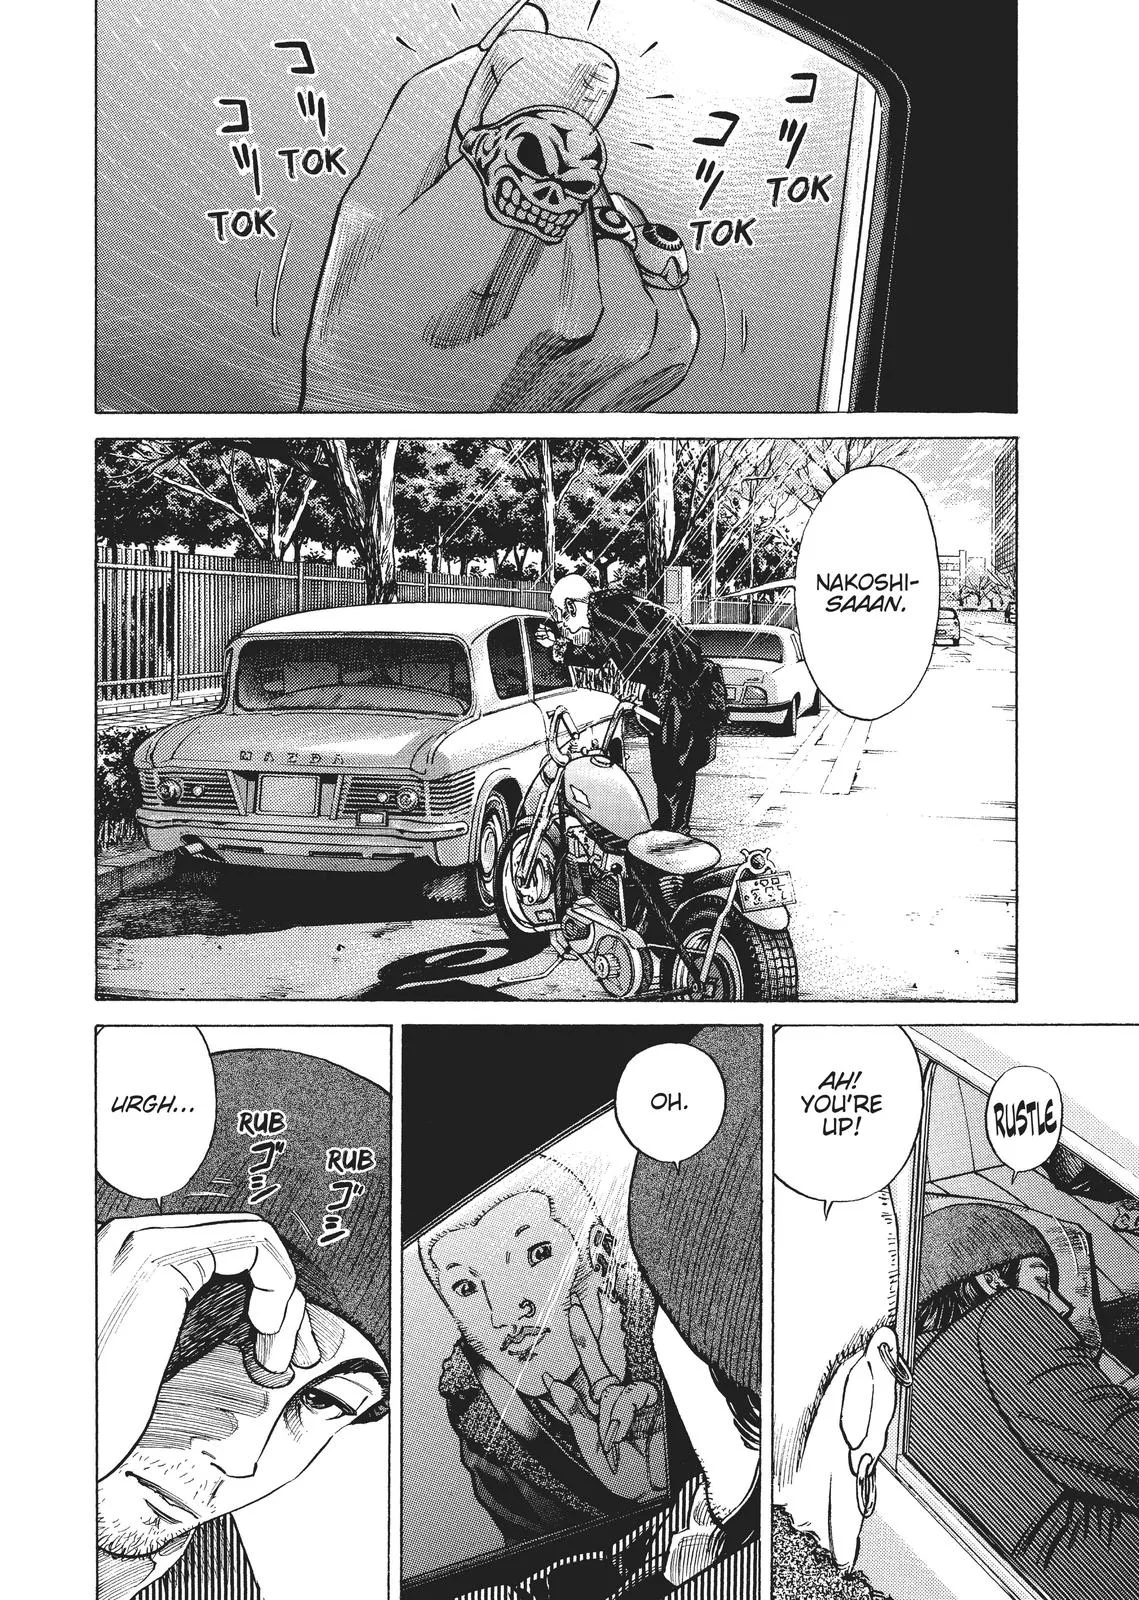 コツ
TOK
コツ
TOK
コツ
TOK
コツ
TOK
NAKOSHI-
SAAAN.
MAZDA
RUSTLE
AH!
YOU'RE
UP!
OH.
RUB
ゴシ
RUB
ゴシ
URGH...